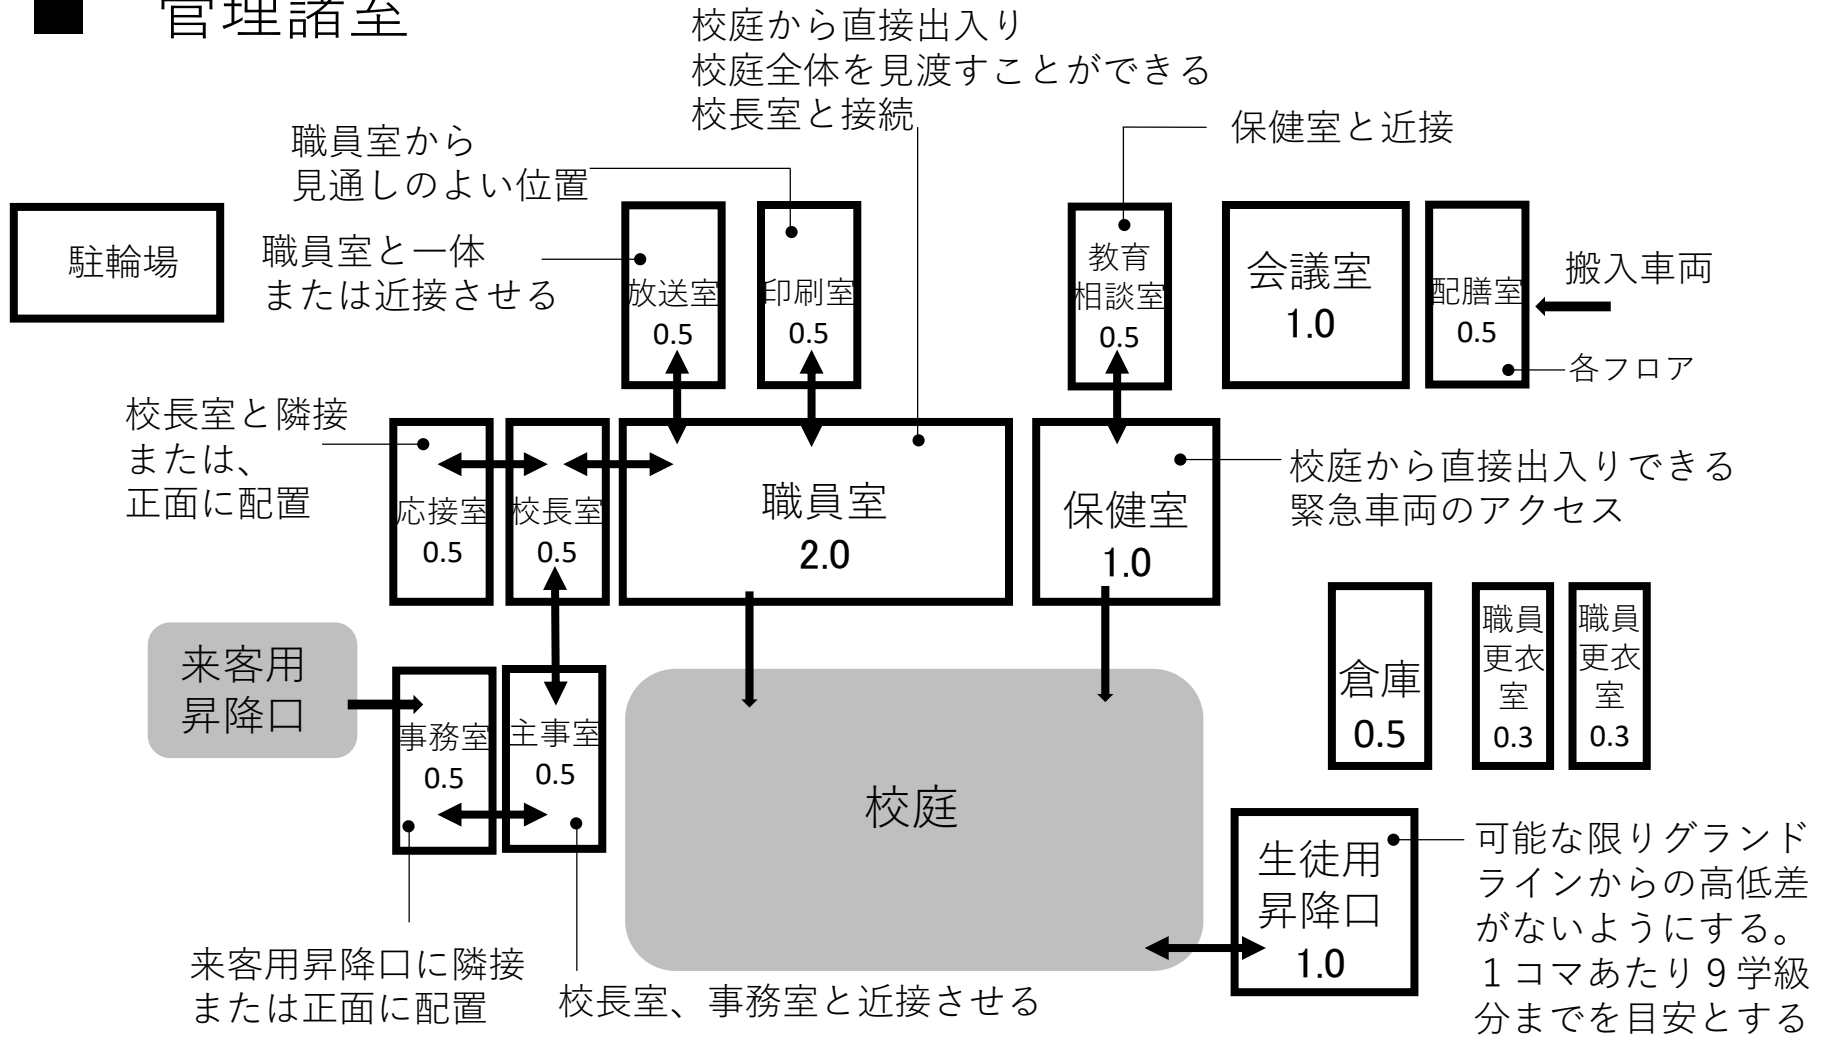 ■ 管理諸室
校庭から直接出入り
校庭全体を見渡すことができる
校長室と接続
職員室から
見通しのよい位置
保健室と近接
駐輪場
職員室と一体
または近接させる
放送室
0.5
印刷室
0.5
教育
相談室
0.5
会議室
1.0
配膳室
0.5
搬入車両
各フロア
校長室と隣接
または、
正面に配置
応接室
0.5
校長室
0.5
職員室
2.0
保健室
1.0
校庭から直接出入りできる
緊急車両のアクセス
来客用
昇降口
事務室
0.5
主事室
0.5
校庭
倉庫
0.5
職員
更衣
室
0.3
職員
更衣
室
0.3
生徒用
昇降口
1.0
可能な限りグランド
ラインからの高低差
がないようにする。
１コマあたり９学級
分までを目安とする
来客用昇降口に隣接
または正面に配置
校長室、事務室と近接させる